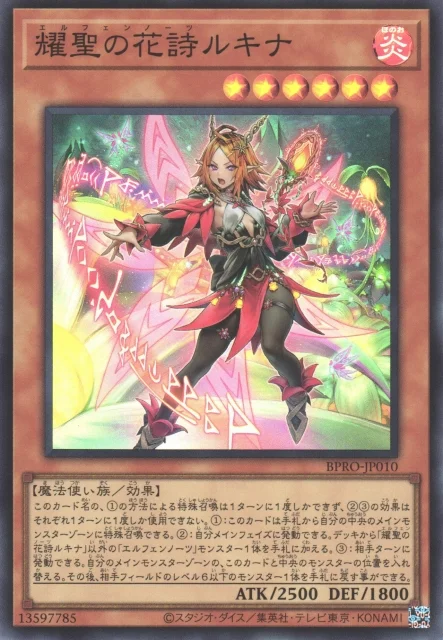 エルフェンノーツ
耀聖の花詩ルキナ
ほのお
炎
BPRO-JP010
【魔法使い族/効果】
このカード名の、①の方法による特殊召喚は1ターンに1度しかできず、②③の効果は
それぞれ1ターンに1度しか使用できない。①:このカードは手札から自分の中央のメインモ
ンスターゾーンに特殊召喚できる。②:自分メインフェイズに発動できる。デッキから「耀聖の
花詩ルキナ」以外の「エルフェンノーツ」モンスター1体を手札に加える。③:相手ターンに
発動できる。自分のメインモンスターゾーンの、このカードと中央のモンスターの位置を入れ
替える。その後、相手フィールドのレベル6以下のモンスター1体を手札に戻す事ができる。
ATK/2500 DEF/1800
13597785
©スタジオ・ダイス/集英社・テレビ東京・KONAMI